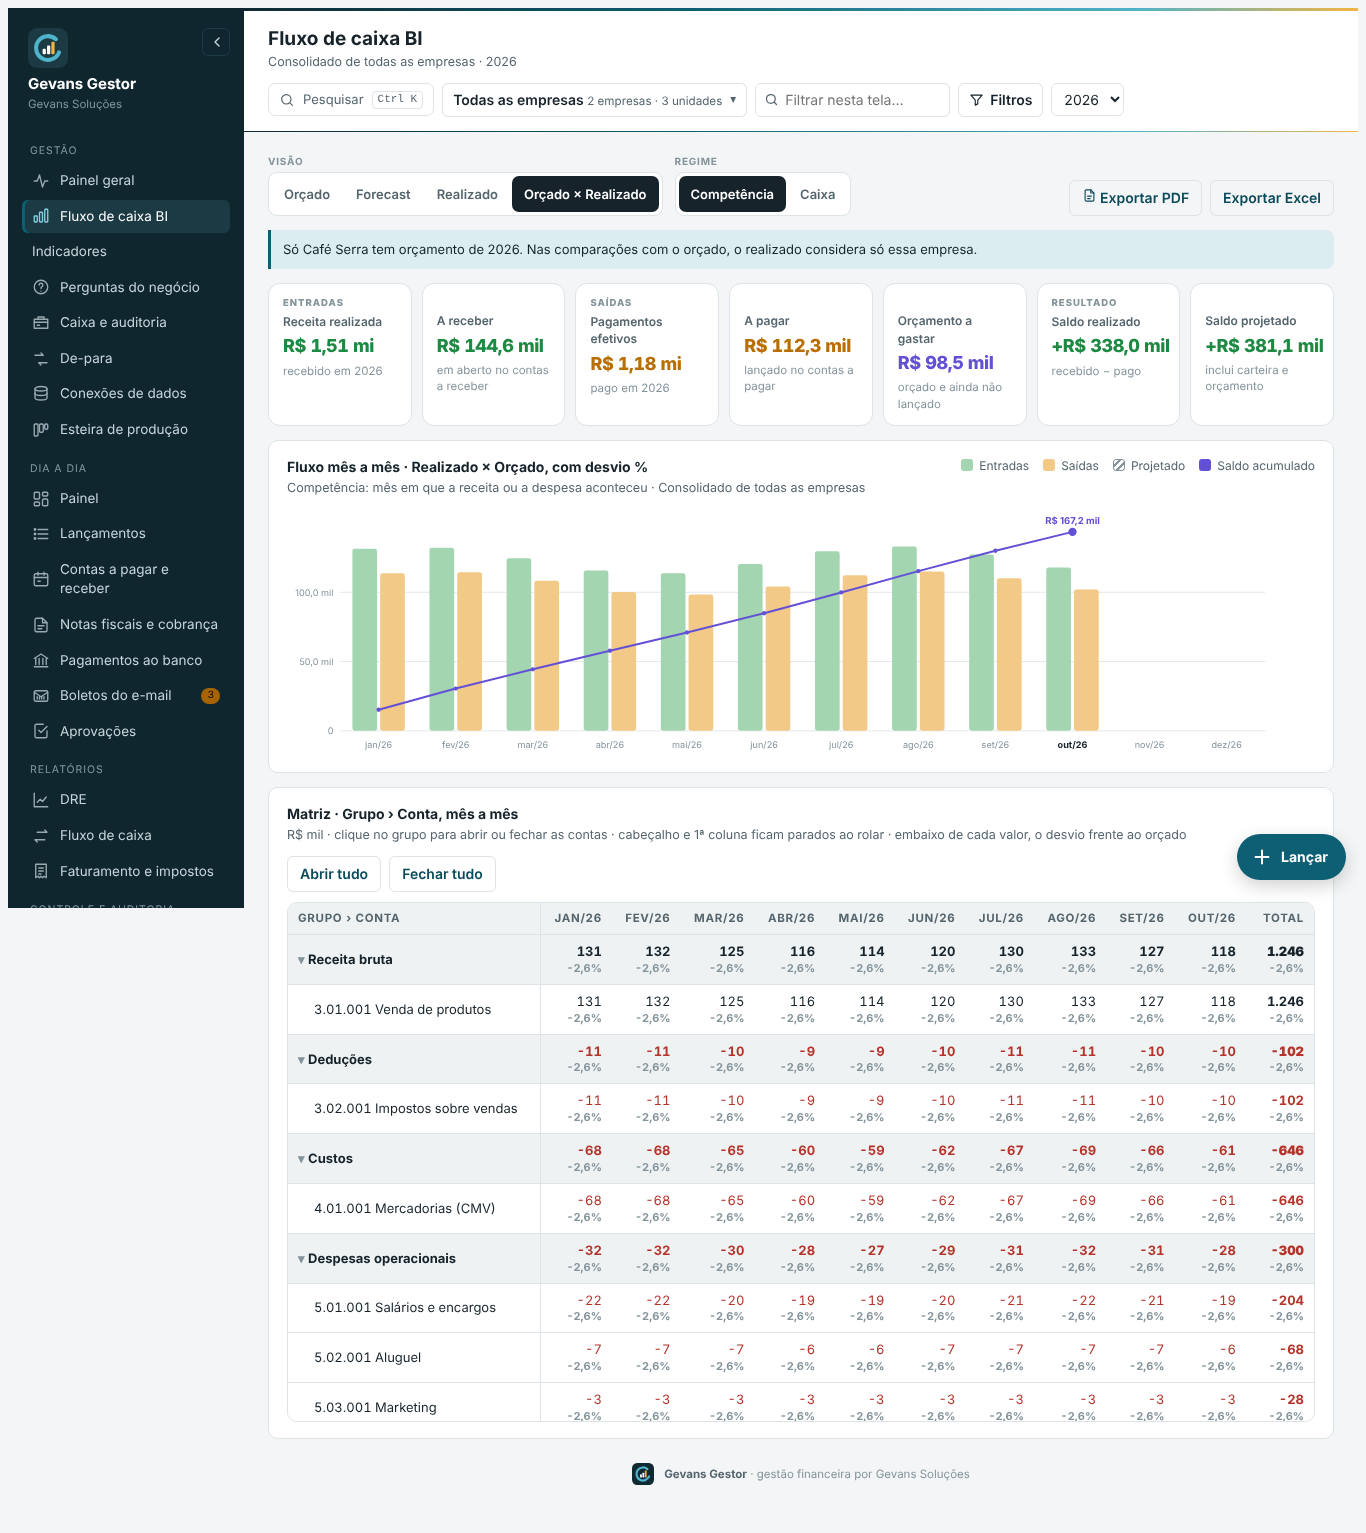 Gevans Gestor
Gevans Soluções
GESTÃO
Painel geral
Fluxo de caixa BI
Indicadores
Perguntas do negócio
Caixa e auditoria
De-para
Conexões de dados
Esteira de produção
DIA A DIA
Painel
Lançamentos
Contas a pagar e
receber
Notas fiscais e cobrança
Pagamentos ao banco
Boletos do e-mail 3
Aprovações
RELATÓRIOS
DRE
Fluxo de caixa
Faturamento e impostos
CONTROLE E AUDITORIA
Fluxo de caixa BI
Consolidado de todas as empresas · 2026
Pesquisar Ctrl K Todas as empresas 2 empresas · 3 unidades ▾ Filtrar nesta tela... Filtros 2026
VISÃO REGIME
Orçado Forecast Realizado Orçado × Realizado Competência Caixa Exportar PDF Exportar Excel
Só Café Serra tem orçamento de 2026. Nas comparações com o orçado, o realizado considera só essa empresa.
ENTRADAS
Receita realizada
R$ 1,51 mi
recebido em 2026
A receber
R$ 144,6 mil
em aberto no contas
a receber
SAÍDAS
Pagamentos
efetivos
R$ 1,18 mi
pago em 2026
A pagar
R$ 112,3 mil
lançado no contas a
pagar
Orçamento a
gastar
R$ 98,5 mil
orçado e ainda não
lançado
RESULTADO
Saldo realizado
+R$ 338,0 mil
recebido − pago
Saldo projetado
+R$ 381,1 mil
inclui carteira e
orçamento
Fluxo mês a mês · Realizado × Orçado, com desvio %
Competência: mês em que a receita ou a despesa aconteceu · Consolidado de todas as empresas
Entradas Saídas Projetado Saldo acumulado
R$ 167,2 mil
100,0 mil
50,0 mil
0
jan/26 fev/26 mar/26 abr/26 mai/26 jun/26 jul/26 ago/26 set/26 out/26 nov/26 dez/26
Matriz · Grupo › Conta, mês a mês
R$ mil · clique no grupo para abrir ou fechar as contas · cabeçalho e 1ª coluna ficam parados ao rolar · embaixo de cada valor, o desvio frente ao orçado
Lançar
Abrir tudo Fechar tudo
GRUPO › CONTA JAN/26 FEV/26 MAR/26 ABR/26 MAI/26 JUN/26 JUL/26 AGO/26 SET/26 OUT/26 TOTAL
▾ Receita bruta 131 132 125 116 114 120 130 133 127 118 1.246
-2,6% -2,6% -2,6% -2,6% -2,6% -2,6% -2,6% -2,6% -2,6% -2,6% -2,6%
3.01.001 Venda de produtos 131 132 125 116 114 120 130 133 127 118 1.246
-2,6% -2,6% -2,6% -2,6% -2,6% -2,6% -2,6% -2,6% -2,6% -2,6% -2,6%
▾ Deduções -11 -11 -10 -9 -9 -10 -11 -11 -10 -10 -102
-2,6% -2,6% -2,6% -2,6% -2,6% -2,6% -2,6% -2,6% -2,6% -2,6% -2,6%
3.02.001 Impostos sobre vendas -11 -11 -10 -9 -9 -10 -11 -11 -10 -10 -102
-2,6% -2,6% -2,6% -2,6% -2,6% -2,6% -2,6% -2,6% -2,6% -2,6% -2,6%
▾ Custos -68 -68 -65 -60 -59 -62 -67 -69 -66 -61 -646
-2,6% -2,6% -2,6% -2,6% -2,6% -2,6% -2,6% -2,6% -2,6% -2,6% -2,6%
4.01.001 Mercadorias (CMV) -68 -68 -65 -60 -59 -62 -67 -69 -66 -61 -646
-2,6% -2,6% -2,6% -2,6% -2,6% -2,6% -2,6% -2,6% -2,6% -2,6% -2,6%
▾ Despesas operacionais -32 -32 -30 -28 -27 -29 -31 -32 -31 -28 -300
-2,6% -2,6% -2,6% -2,6% -2,6% -2,6% -2,6% -2,6% -2,6% -2,6% -2,6%
5.01.001 Salários e encargos -22 -22 -20 -19 -19 -20 -21 -22 -21 -19 -204
-2,6% -2,6% -2,6% -2,6% -2,6% -2,6% -2,6% -2,6% -2,6% -2,6% -2,6%
5.02.001 Aluguel -7 -7 -7 -6 -6 -7 -7 -7 -7 -6 -68
-2,6% -2,6% -2,6% -2,6% -2,6% -2,6% -2,6% -2,6% -2,6% -2,6% -2,6%
5.03.001 Marketing -3 -3 -3 -3 -3 -3 -3 -3 -3 -3 -28
-2,6% -2,6% -2,6% -2,6% -2,6% -2,6% -2,6% -2,6% -2,6% -2,6% -2,6%
Gevans Gestor · gestão financeira por Gevans Soluções